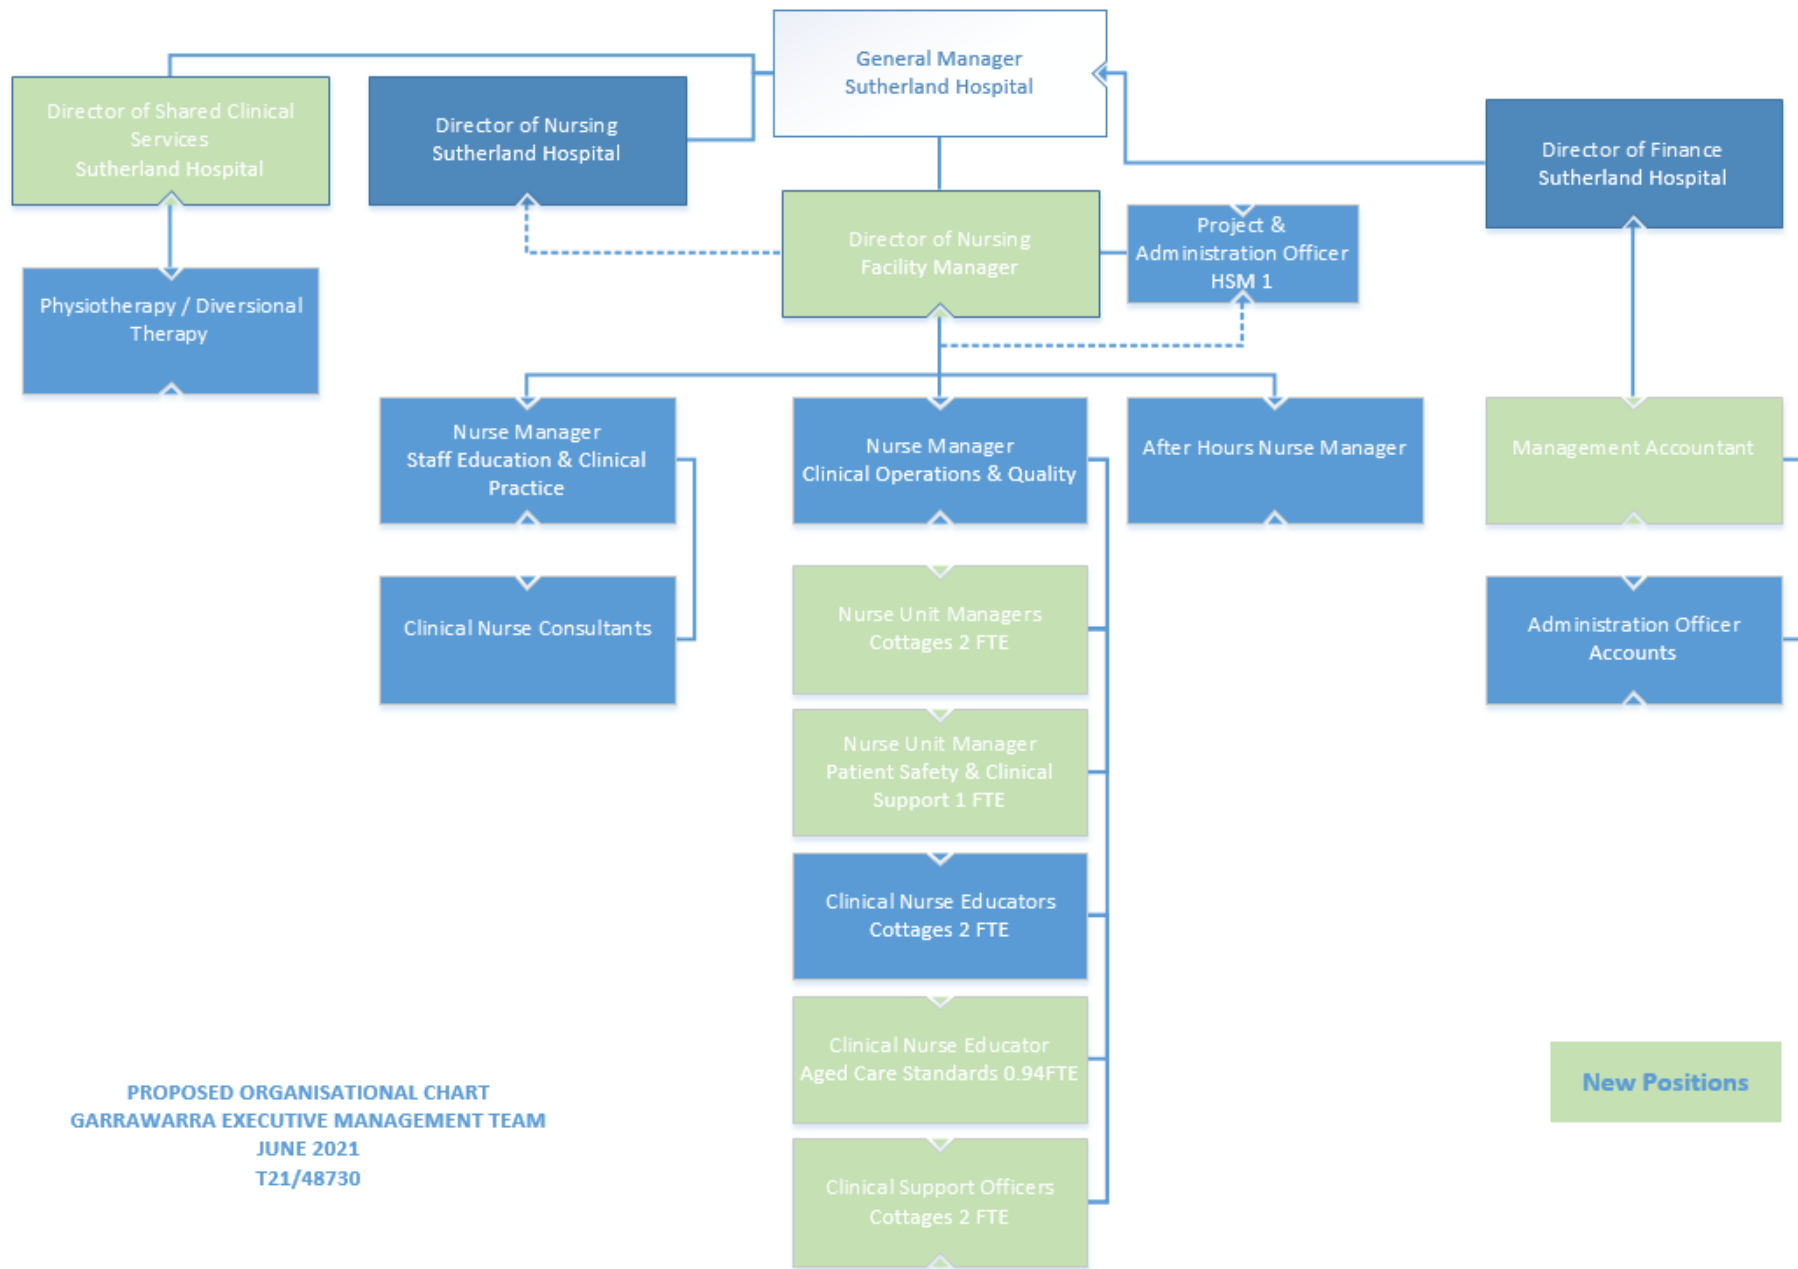 General Manager
Sutherland Hospital
Director of Shared Clinical
Services
Sutherland Hospital
Director of Nursing
Sutherland Hospital
Director of Finance
Sutherland Hospital
Director of Nursing
Facility Manager
Project &
Administration Officer
HSM 1
Physiotherapy / Diversional
Therapy
Nurse Manager
Staff Education & Clinical
Practice
Nurse Manager
Clinical Operations & Quality
After Hours Nurse Manager
Management Accountant
Clinical Nurse Consultants
Nurse Unit Managers
Cottages 2 FTE
Administration Officer
Accounts
Nurse Unit Manager
Patient Safety & Clinical
Support 1 FTE
Clinical Nurse Educators
Cottages 2 FTE
Clinical Nurse Educator
Aged Care Standards 0.94FTE
Clinical Support Officers
Cottages 2 FTE
PROPOSED ORGANISATIONAL CHART
GARRAWARRA EXECUTIVE MANAGEMENT TEAM
JUNE 2021
T21/48730
New Positions